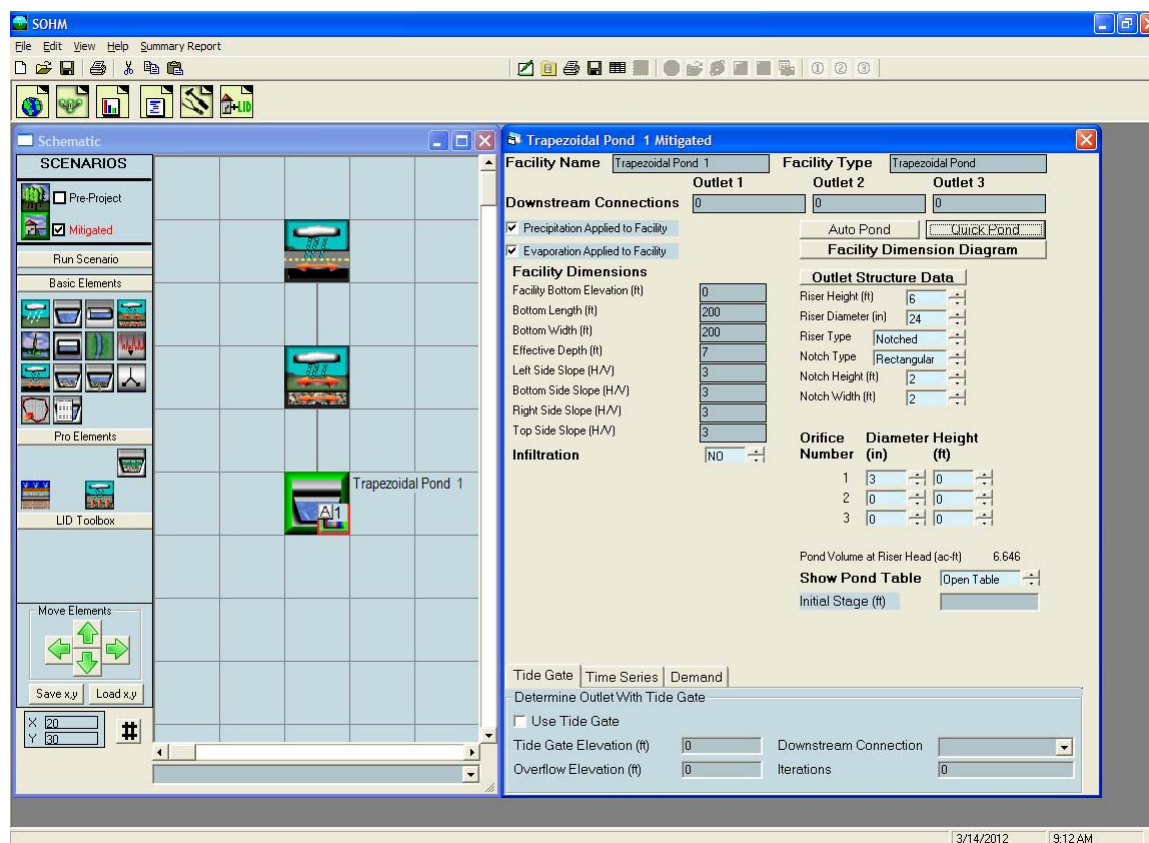 SOHM
File Edit View Help Summary Report
Schematic
SCENARIOS
Pre-Project
Mitigated
Run Scenario
Basic Elements
Pro Elements
LID Toolbox
Move Elements
Save x,y Load x,y
X 20
Y 30
#
+LID
Trapezoidal Pond 1
A 1
Trapezoidal Pond 1 Mitigated
Facility Name Trapezoidal Pond 1 Facility Type Trapezoidal Pond
Outlet 1 Outlet 2 Outlet 3
Downstream Connections 0 0 0
Precipitation Applied to Facility Auto Pond Quick Pond
Evaporation Applied to Facility Facility Dimension Diagram
Facility Dimensions
Facility Bottom Elevation (ft) 0
Bottom Length (ft) 200
Bottom Width (ft) 200
Effective Depth (ft) 7
Left Side Slope (H/V) 3
Bottom Side Slope (H/V) 3
Right Side Slope (H/V) 3
Top Side Slope (H/V) 3
Infiltration NO
Outlet Structure Data
Riser Height (ft) 6
Riser Diameter (in) 24
Riser Type Notched
Notch Type Rectangular
Notch Height (ft) 2
Notch Width (ft) 2
Orifice Diameter Height
Number (in) (ft)
1 3 0
2 0 0
3 0 0
Pond Volume at Riser Head (ac-ft) 6.646
Show Pond Table Open Table
Initial Stage (ft)
Tide Gate Time Series Demand
Determine Outlet With Tide Gate
Use Tide Gate
Tide Gate Elevation (ft) 0 Downstream Connection
Overflow Elevation (ft) 0 Iterations 0
3/14/2012 9:12 AM